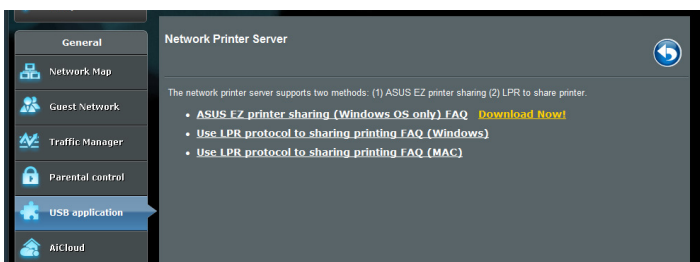 General
Network Map
Guest Network
Traffic Manager
Parental control
USB application
AiCloud
Network Printer Server
The network printer server supports two methods: (1) ASUS EZ printer sharing (2) LPR to share printer.
ASUS EZ printer sharing (Windows OS only) FAQ Download Now!
Use LPR protocol to sharing printing FAQ (Windows)
Use LPR protocol to sharing printing FAQ (MAC)